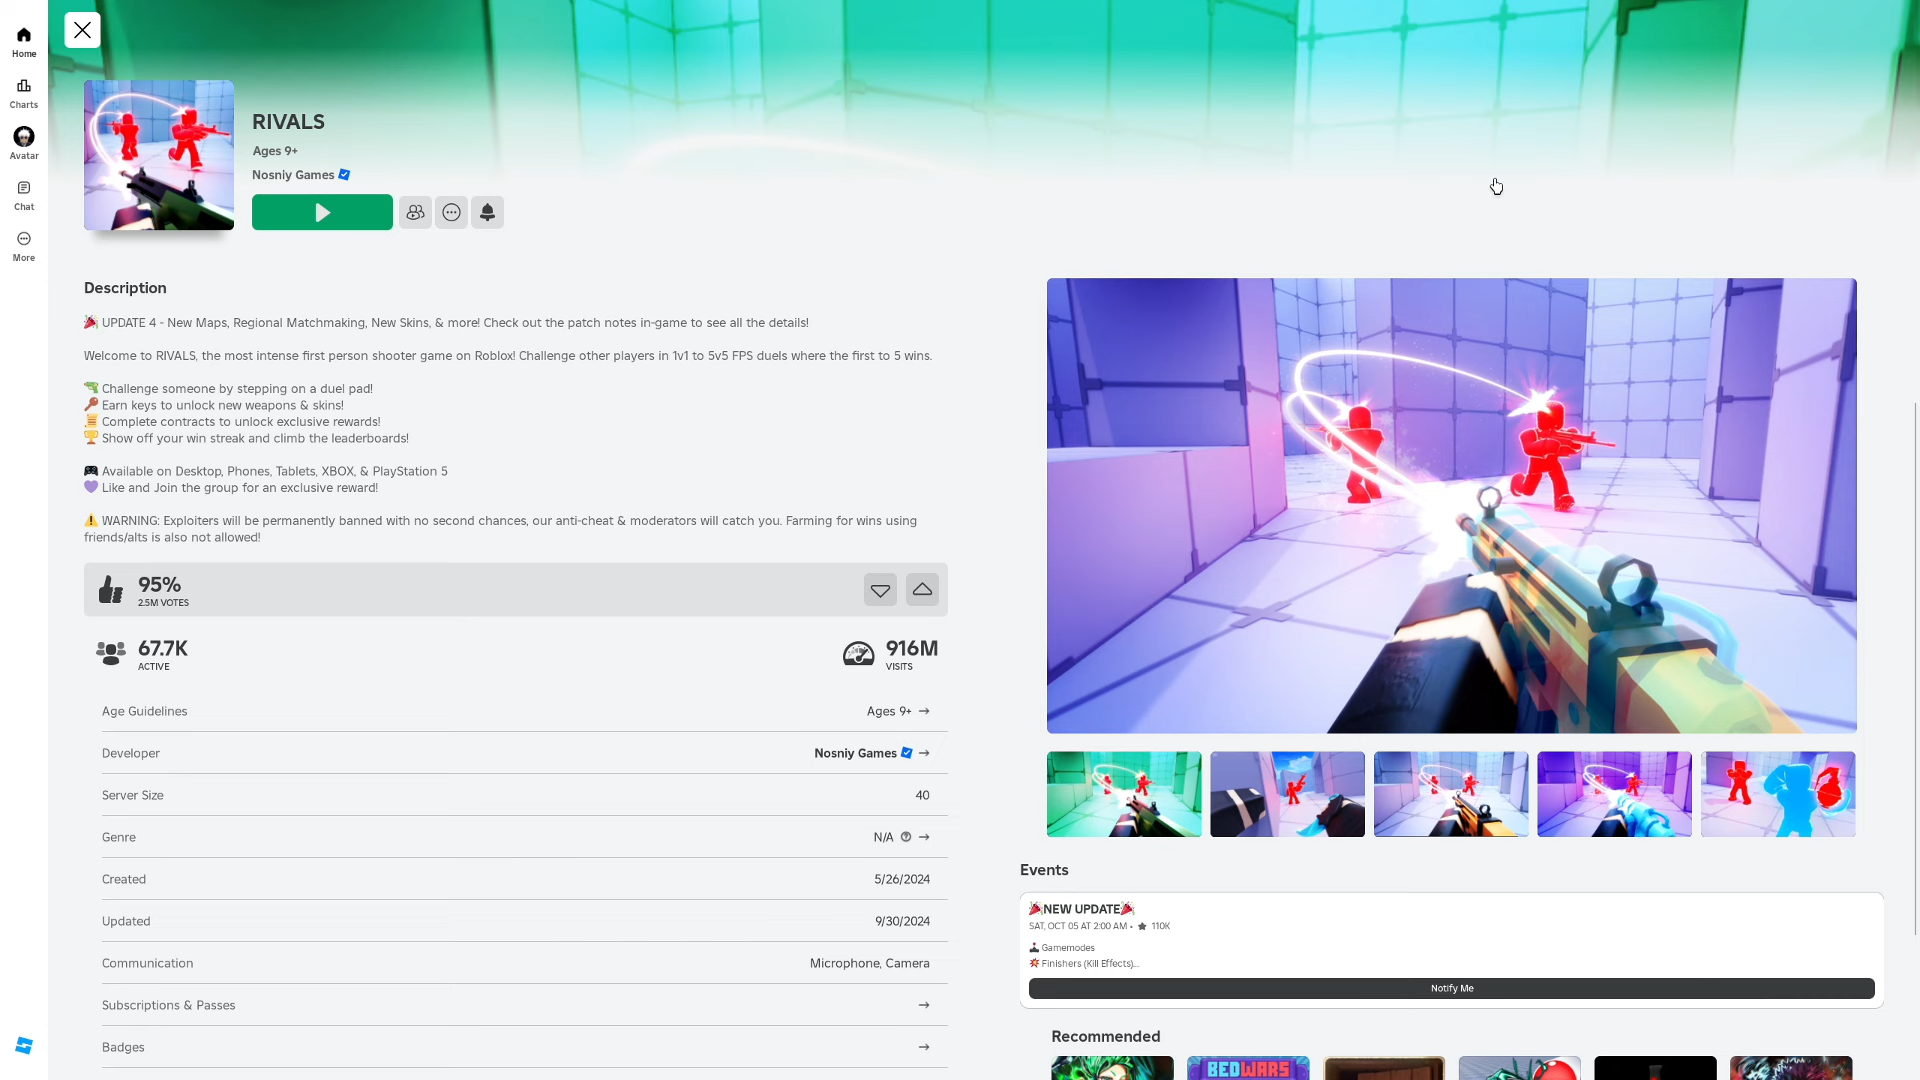 Home
Charts
Avatar
Chat
More
RIVALS
Ages 9+
Nosniy Games
Description
🎉 UPDATE 4 - New Maps, Regional Matchmaking, New Skins, & more! Check out the patch notes in-game to see all the details!
Welcome to RIVALS, the most intense first person shooter game on Roblox! Challenge other players in 1v1 to 5v5 FPS duels where the first to 5 wins.
🔫 Challenge someone by stepping on a duel pad!
🔑 Earn keys to unlock new weapons & skins!
📜 Complete contracts to unlock exclusive rewards!
🏆 Show off your win streak and climb the leaderboards!
🎮 Available on Desktop, Phones, Tablets, XBOX, & PlayStation 5
💜 Like and Join the group for an exclusive reward!
⚠️ WARNING: Exploiters will be permanently banned with no second chances, our anti-cheat & moderators will catch you. Farming for wins using
friends/alts is also not allowed!
95%
2.5M VOTES
67.7K
ACTIVE
916M
VISITS
Age Guidelines Ages 9+ →
Developer Nosniy Games →
Server Size 40
Genre N/A →
Created 5/26/2024
Updated 9/30/2024
Communication Microphone, Camera
Subscriptions & Passes →
Badges →
Events
🎉NEW UPDATE🎉
SAT, OCT 05 AT 2:00 AM • ★ 110K
🕹️ Gamemodes
💥 Finishers (Kill Effects)...
Notify Me
Recommended
BEDWARS